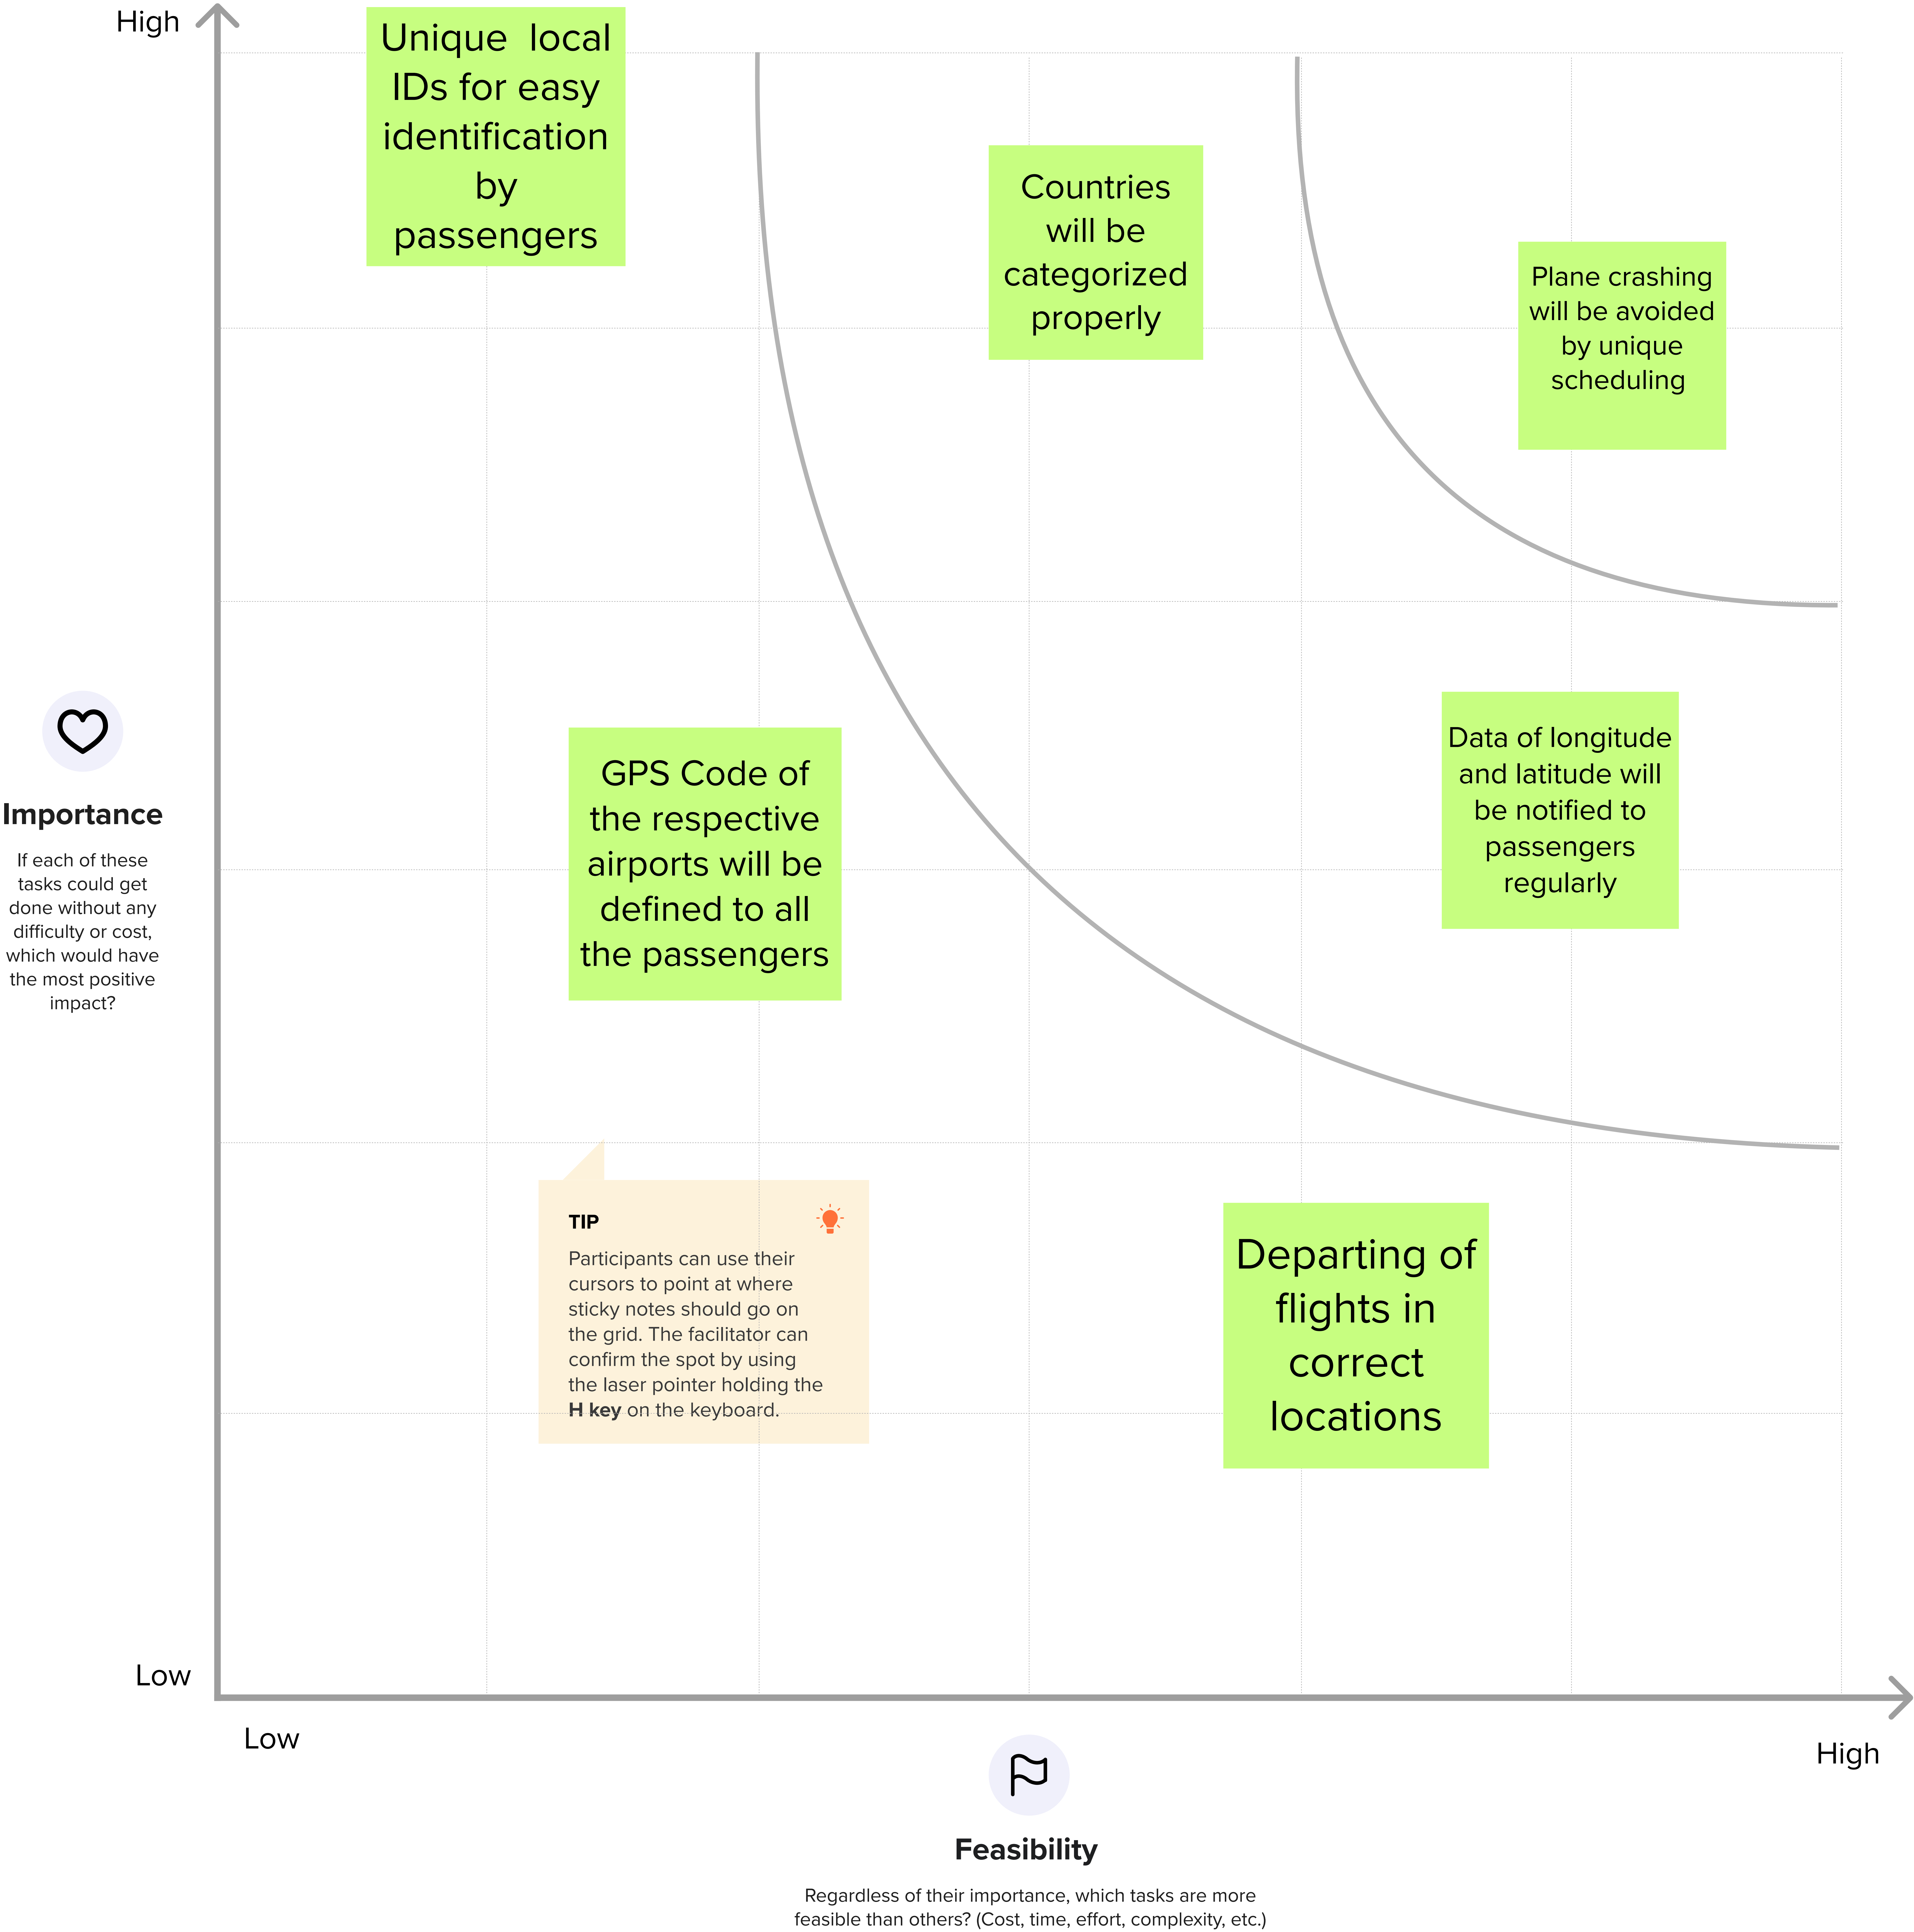 High
Unique  local
IDs for easy
identification
by
passengers
Countries
will be
categorized
properly
Plane crashing
will be avoided
by unique
scheduling
Importance
If each of these
tasks could get
done without any
difficulty or cost,
which would have
the most positive
impact?
GPS Code of
the respective
airports will be
defined to all
the passengers
Data of longitude
and latitude will
be notified to
passengers
regularly
TIP
Participants can use their
cursors to point at where
sticky notes should go on
the grid. The facilitator can
confirm the spot by using
the laser pointer holding the
H key on the keyboard.
Departing of
flights in
correct
locations
Low
Low
High
Feasibility
Regardless of their importance, which tasks are more
feasible than others? (Cost, time, effort, complexity, etc.)